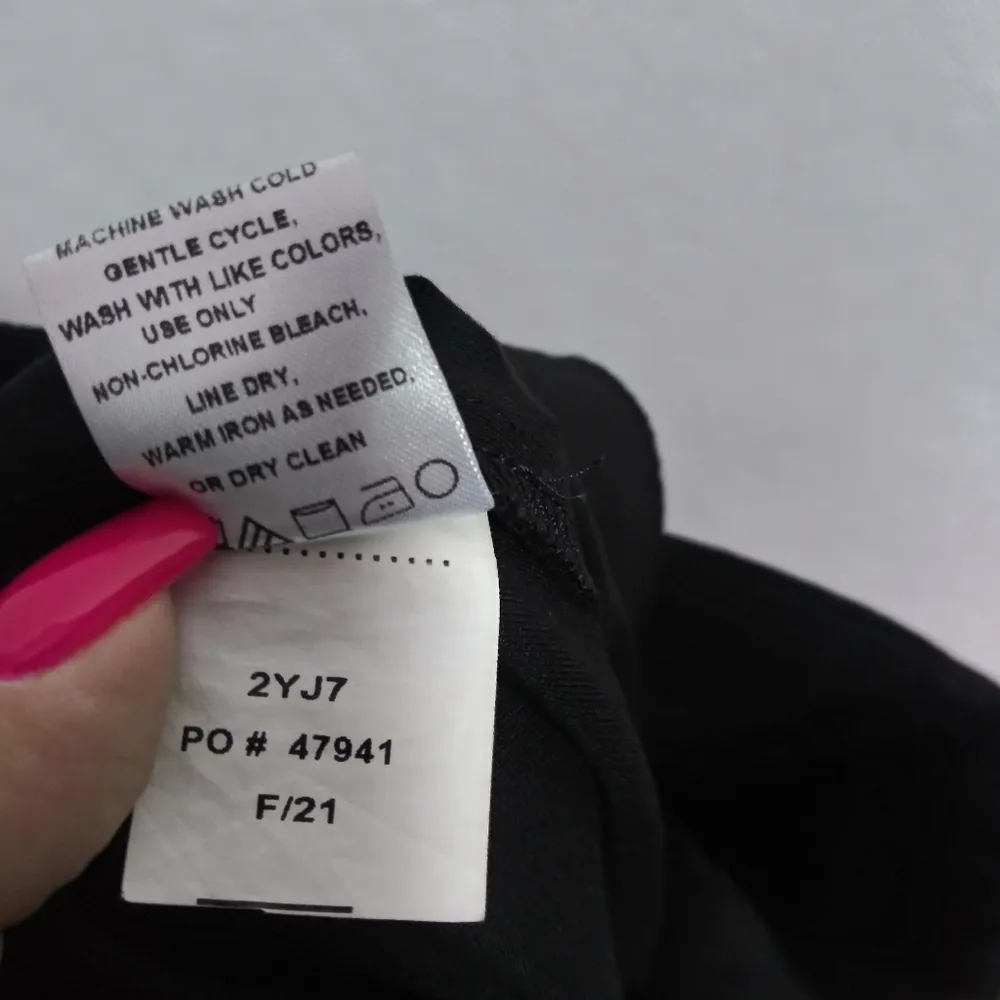 MACHINE WASH COLD
GENTLE CYCLE,
WASH WITH LIKE COLORS,
USE ONLY
NON-CHLORINE BLEACH,
LINE DRY,
WARM IRON AS NEEDED,
OR DRY CLEAN
2YJ7
PO # 47941
F/21